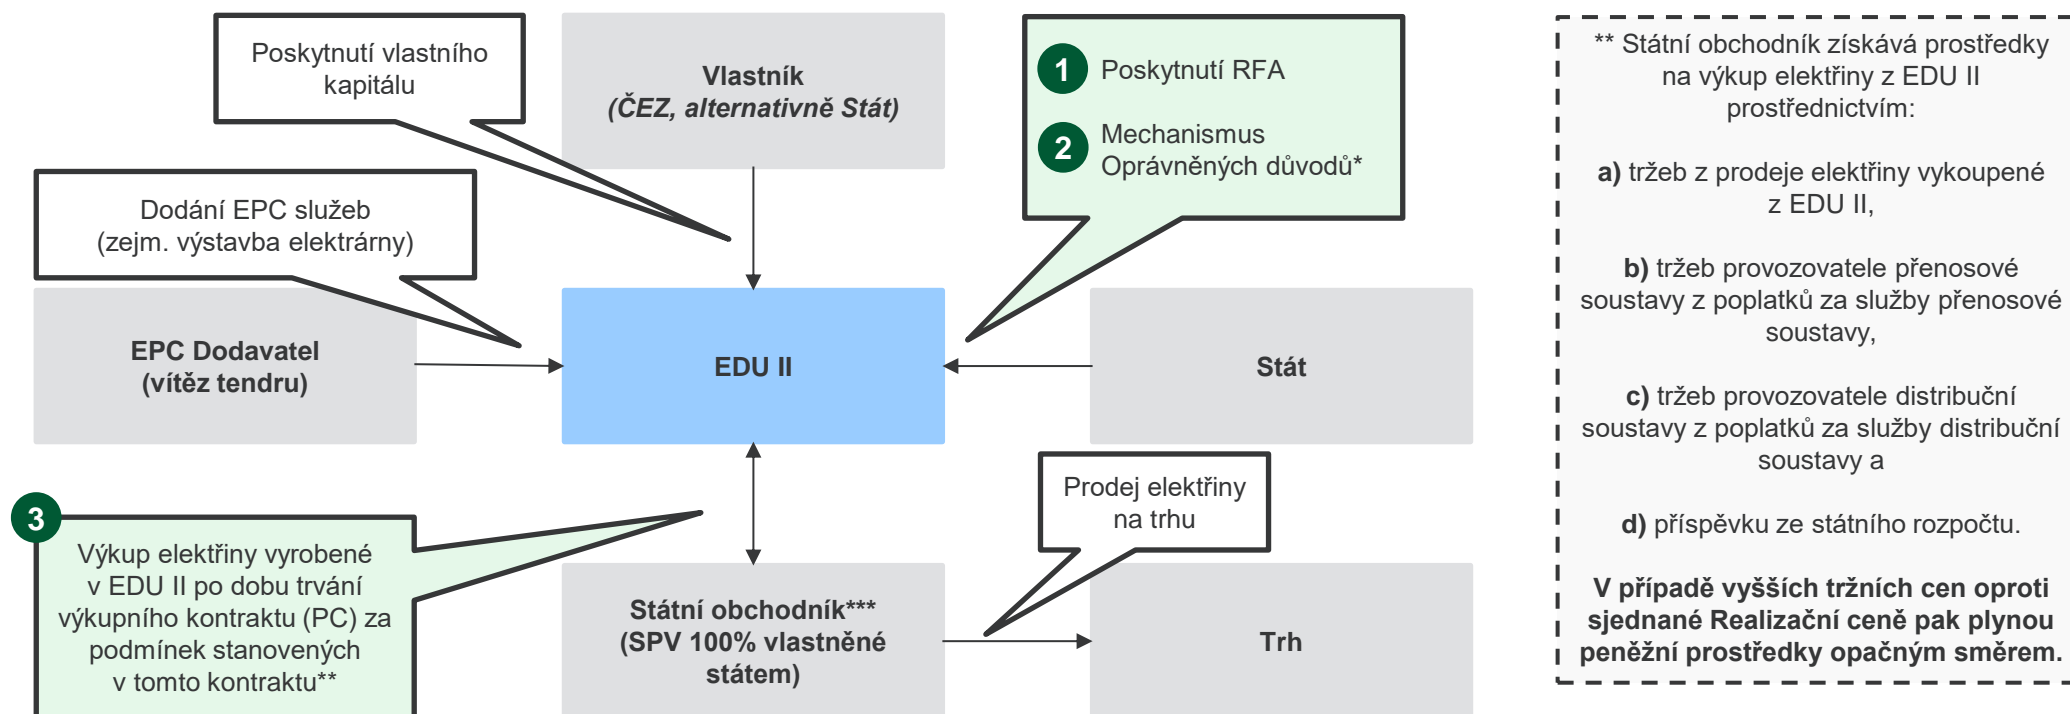 Poskytnutí vlastního
kapitálu
Vlastník
(ČEZ, alternativně Stát)
1 Poskytnutí RFA
2 Mechanismus
Oprávněných důvodů*
Dodání EPC služeb
(zejm. výstavba elektrárny)
EPC Dodavatel
(vítěz tendru)
EDU II
Stát
3
Výkup elektřiny vyrobené
v EDU II po dobu trvání
výkupního kontraktu (PC) za
podmínek stanovených
v tomto kontraktu**
Prodej elektřiny
na trhu
Státní obchodník***
(SPV 100% vlastněné
státem)
Trh
** Státní obchodník získává prostředky
na výkup elektřiny z EDU II
prostřednictvím:
a) tržeb z prodeje elektřiny vykoupené
z EDU II,
b) tržeb provozovatele přenosové
soustavy z poplatků za služby přenosové
soustavy,
c) tržeb provozovatele distribuční
soustavy z poplatků za služby distribuční
soustavy a
d) příspěvku ze státního rozpočtu.
V případě vyšších tržních cen oproti
sjednané Realizační ceně pak plynou
peněžní prostředky opačným směrem.